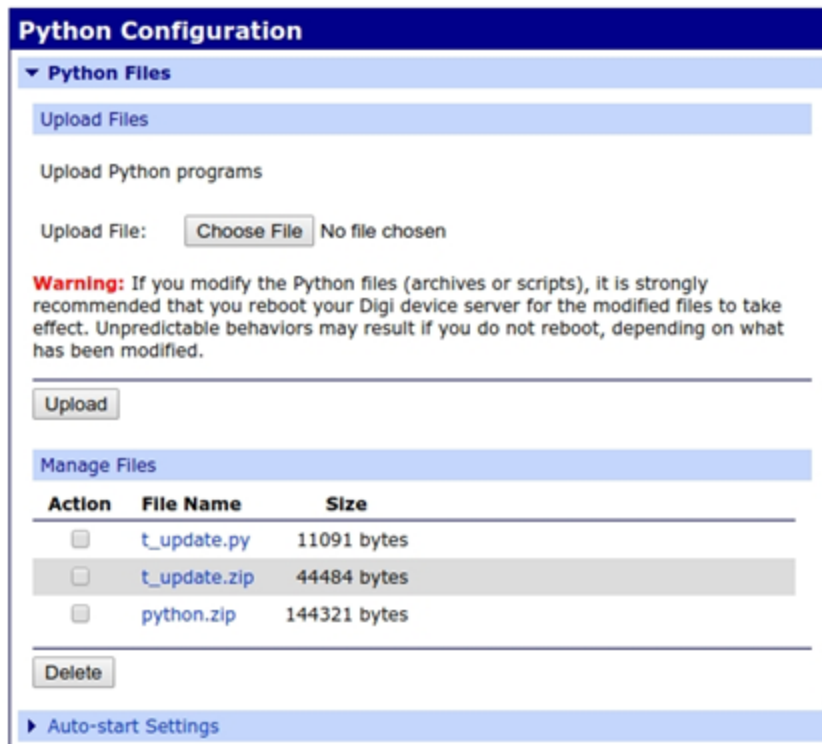 Python Configuration
Python Files
Upload Files
Upload Python programs
Upload File: Choose File No file chosen
Warning: If you modify the Python files (archives or scripts), it is strongly
recommended that you reboot your Digi device server for the modified files to take
effect. Unpredictable behaviors may result if you do not reboot, depending on what
has been modified.
Upload
Manage Files
Action File Name Size
t_update.py 11091 bytes
t_update.zip 44484 bytes
python.zip 144321 bytes
Delete
Auto-start Settings